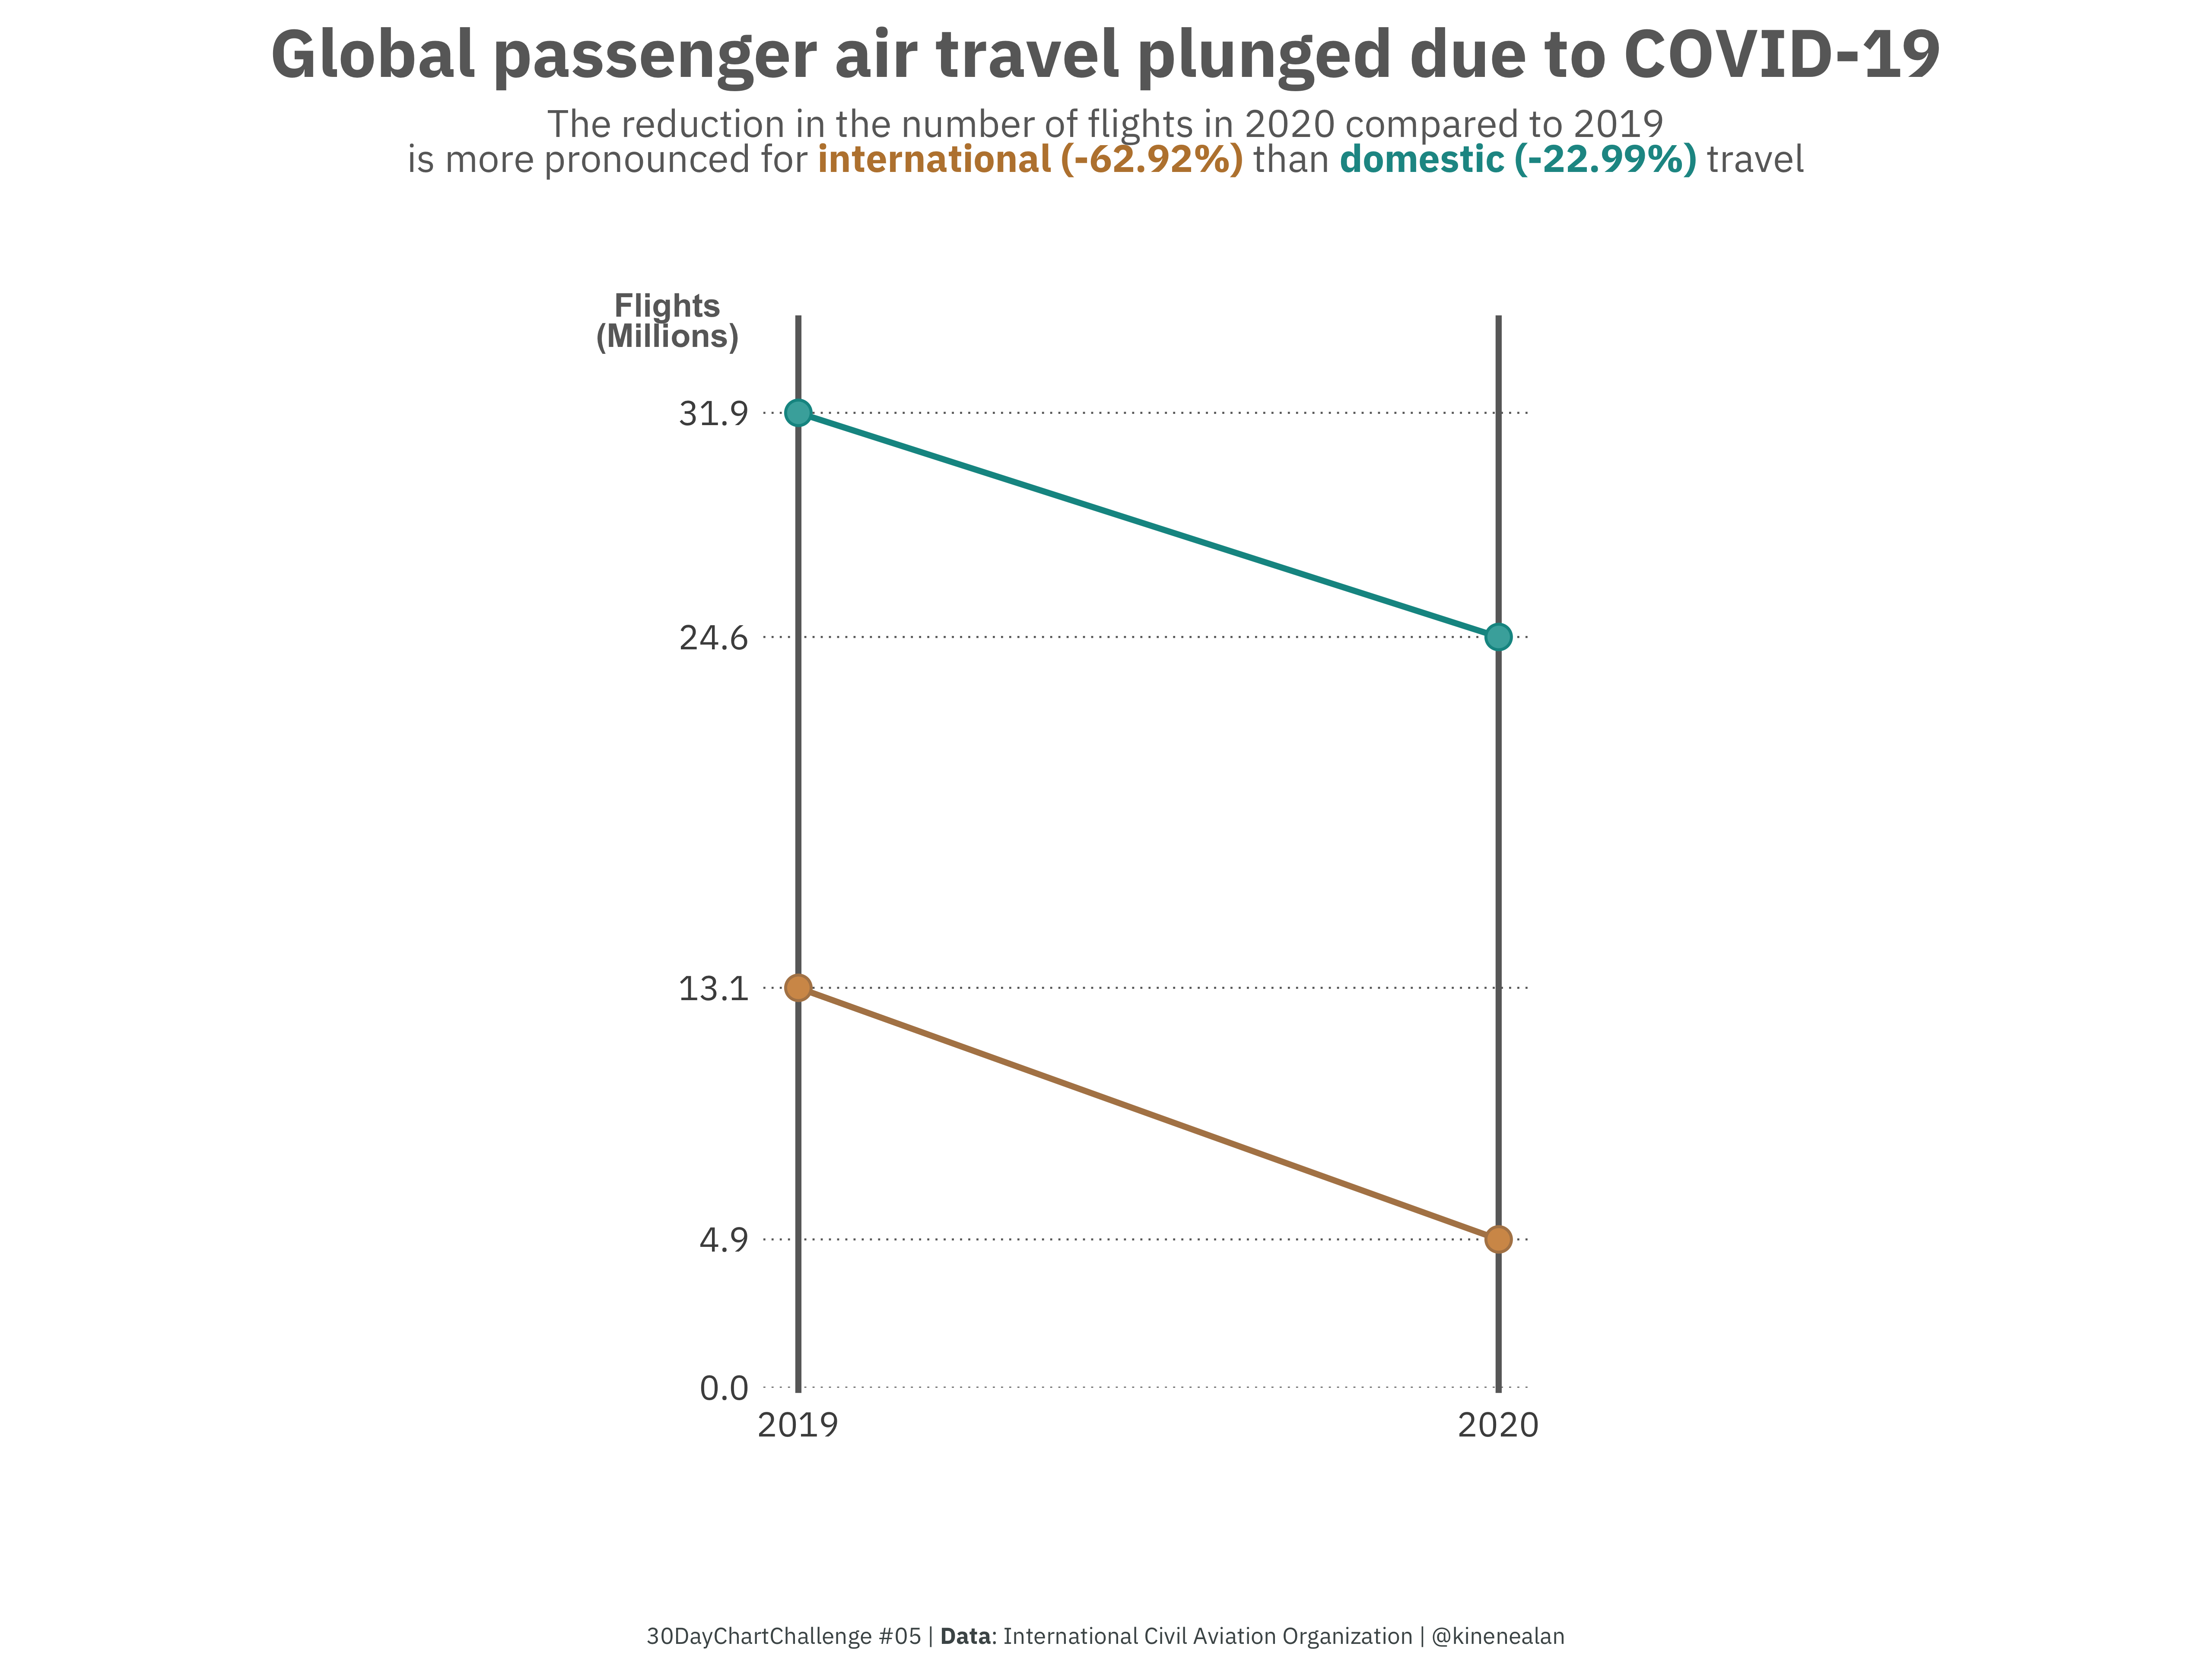 Global passenger air travel plunged due to COVID-19
The reduction in the number of flights in 2020 compared to 2019
is more pronounced for international (-62.92%) than domestic (-22.99%) travel
Flights
(Millions)
31.9
24.6
13.1
4.9
0.0
2019 2020
30DayChartChallenge #05 | Data: International Civil Aviation Organization | @kinenealan